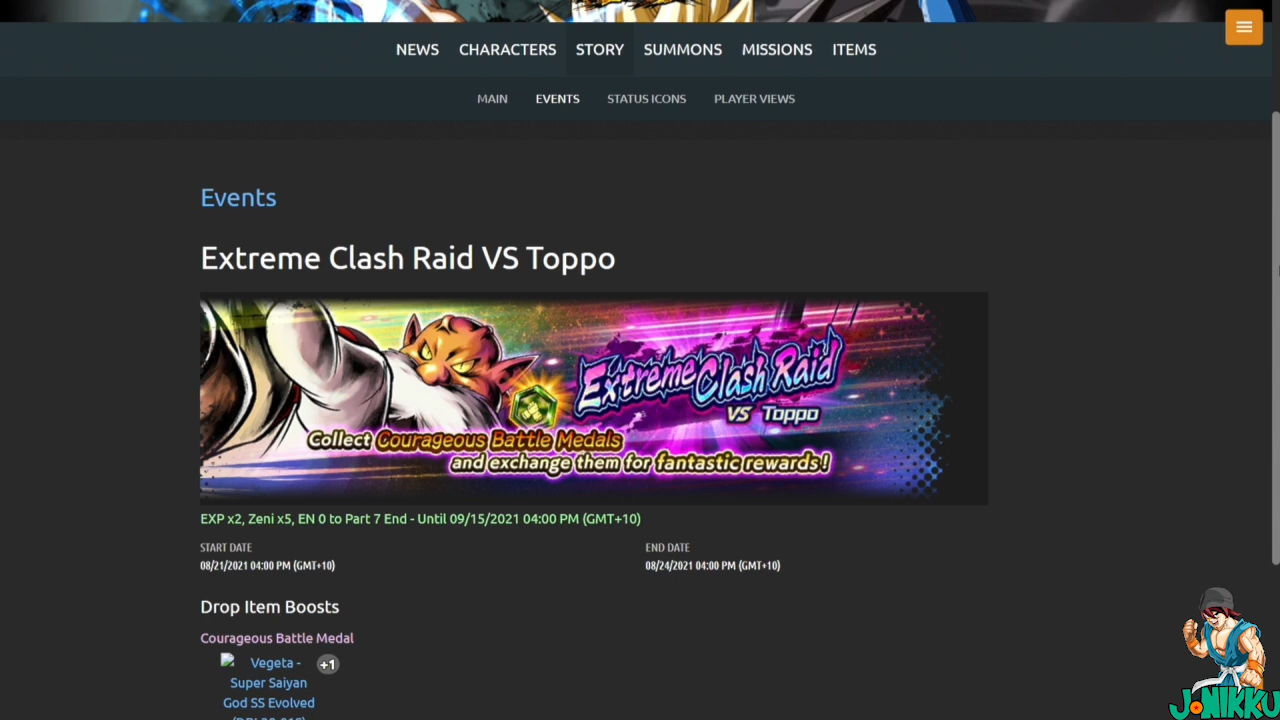 NEWS CHARACTERS STORY SUMMONS MISSIONS ITEMS
MAIN EVENTS STATUS ICONS PLAYER VIEWS
Events
Extreme Clash Raid VS Toppo
Extreme Clash Raid
VS Toppo
Collect Courageous Battle Medals
and exchange them for fantastic rewards!
EXP x2, Zeni x5, EN 0 to Part 7 End - Until 09/15/2021 04:00 PM (GMT+10)
START DATE END DATE
08/21/2021 04:00 PM (GMT+10) 08/24/2021 04:00 PM (GMT+10)
Drop Item Boosts
Courageous Battle Medal
Vegeta - +1
Super Saiyan
God SS Evolved
JONIKKU